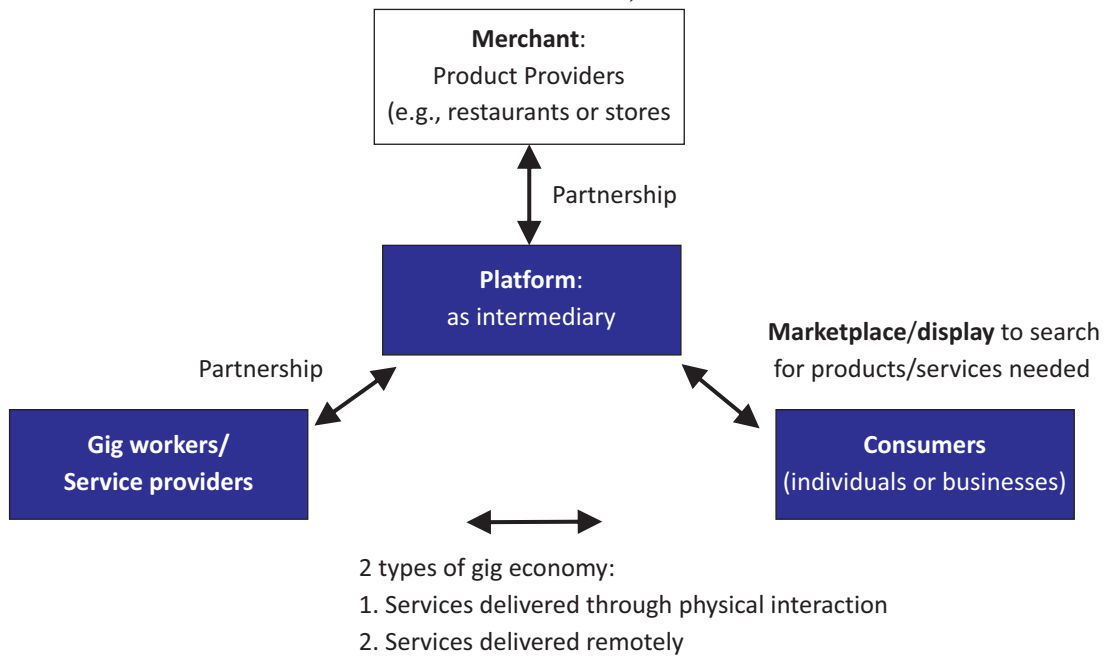 Merchant:
Product Providers
(e.g., restaurants or stores
Partnership
Platform:
as intermediary
Marketplace/display to search
for products/services needed
Partnership
Gig workers/
Service providers
Consumers
(individuals or businesses)
2 types of gig economy:
1. Services delivered through physical interaction
2. Services delivered remotely